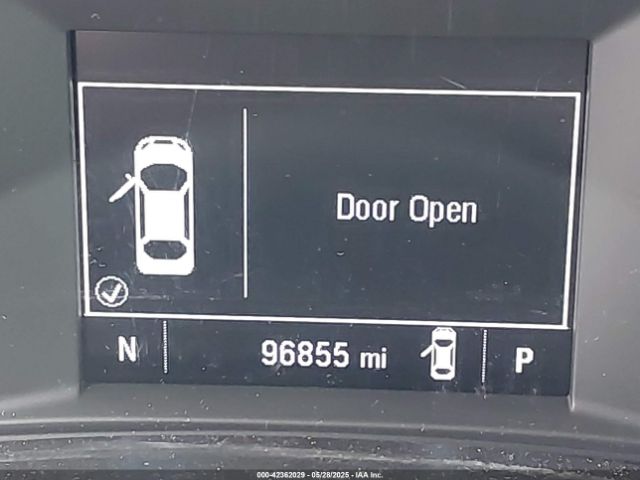 Door Open
N 96855 mi P
000-42362029 - 05/28/2025 - IAA Inc.